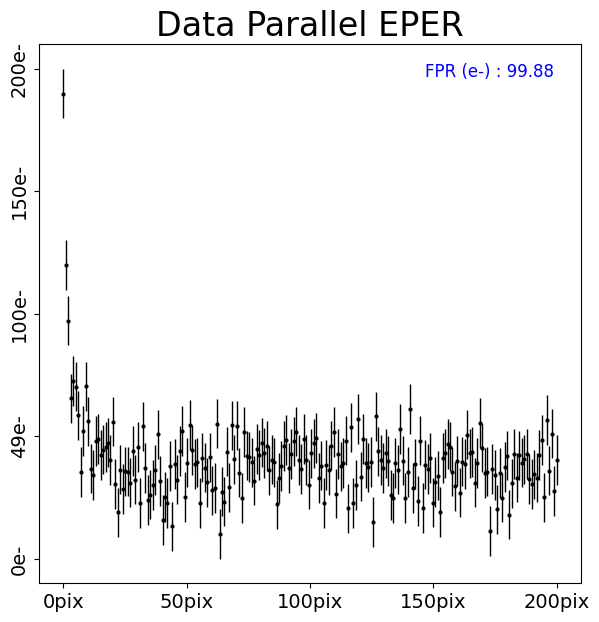 Data Parallel EPER
FPR (e-) : 99.88
200e-
150e-
100e-
49e-
0e-
0pix 50pix 100pix 150pix 200pix